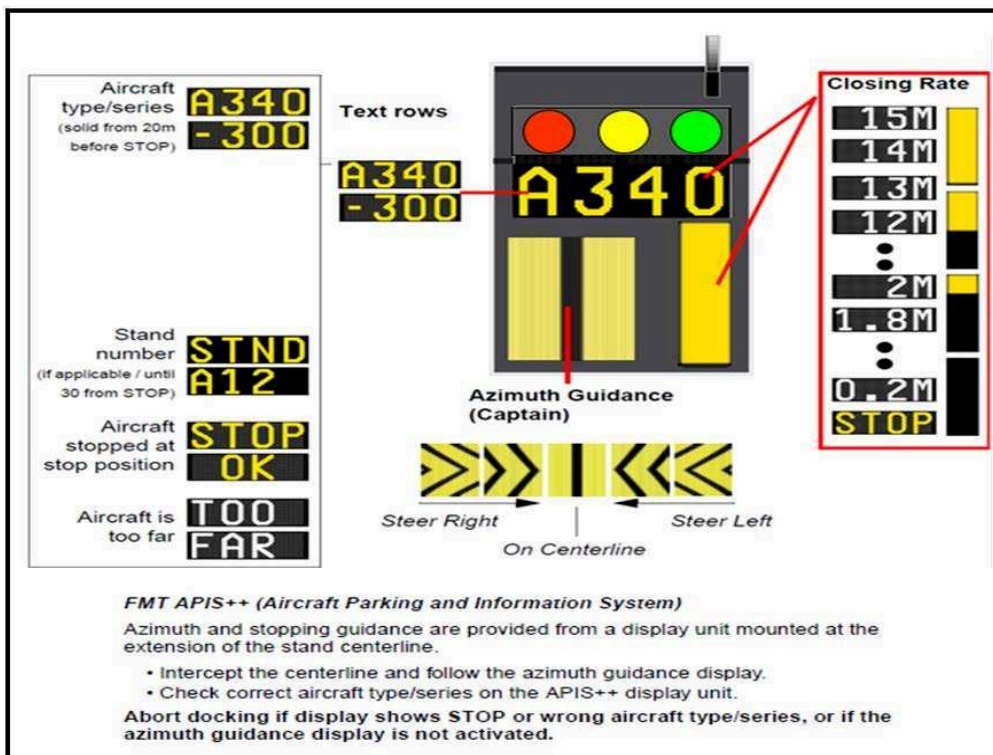 Aircraft
type/series
(solid from 20m
before STOP)
A340
-300
Stand
number
(if applicable / until
30 from STOP)
STND
A12
Aircraft
stopped at
stop position
STOP
OK
Aircraft is
too far
TOO
FAR
Text rows
A340
-300
A340
Azimuth Guidance
(Captain)
Steer Right
Steer Left
On Centerline
Closing Rate
15M
14M
13M
12M
2M
1.8M
0.2M
STOP
FMT APIS++ (Aircraft Parking and Information System)
Azimuth and stopping guidance are provided from a display unit mounted at the
extension of the stand centerline.
• Intercept the centerline and follow the azimuth guidance display.
• Check correct aircraft type/series on the APIS++ display unit.
Abort docking if display shows STOP or wrong aircraft type/series, or if the
azimuth guidance display is not activated.